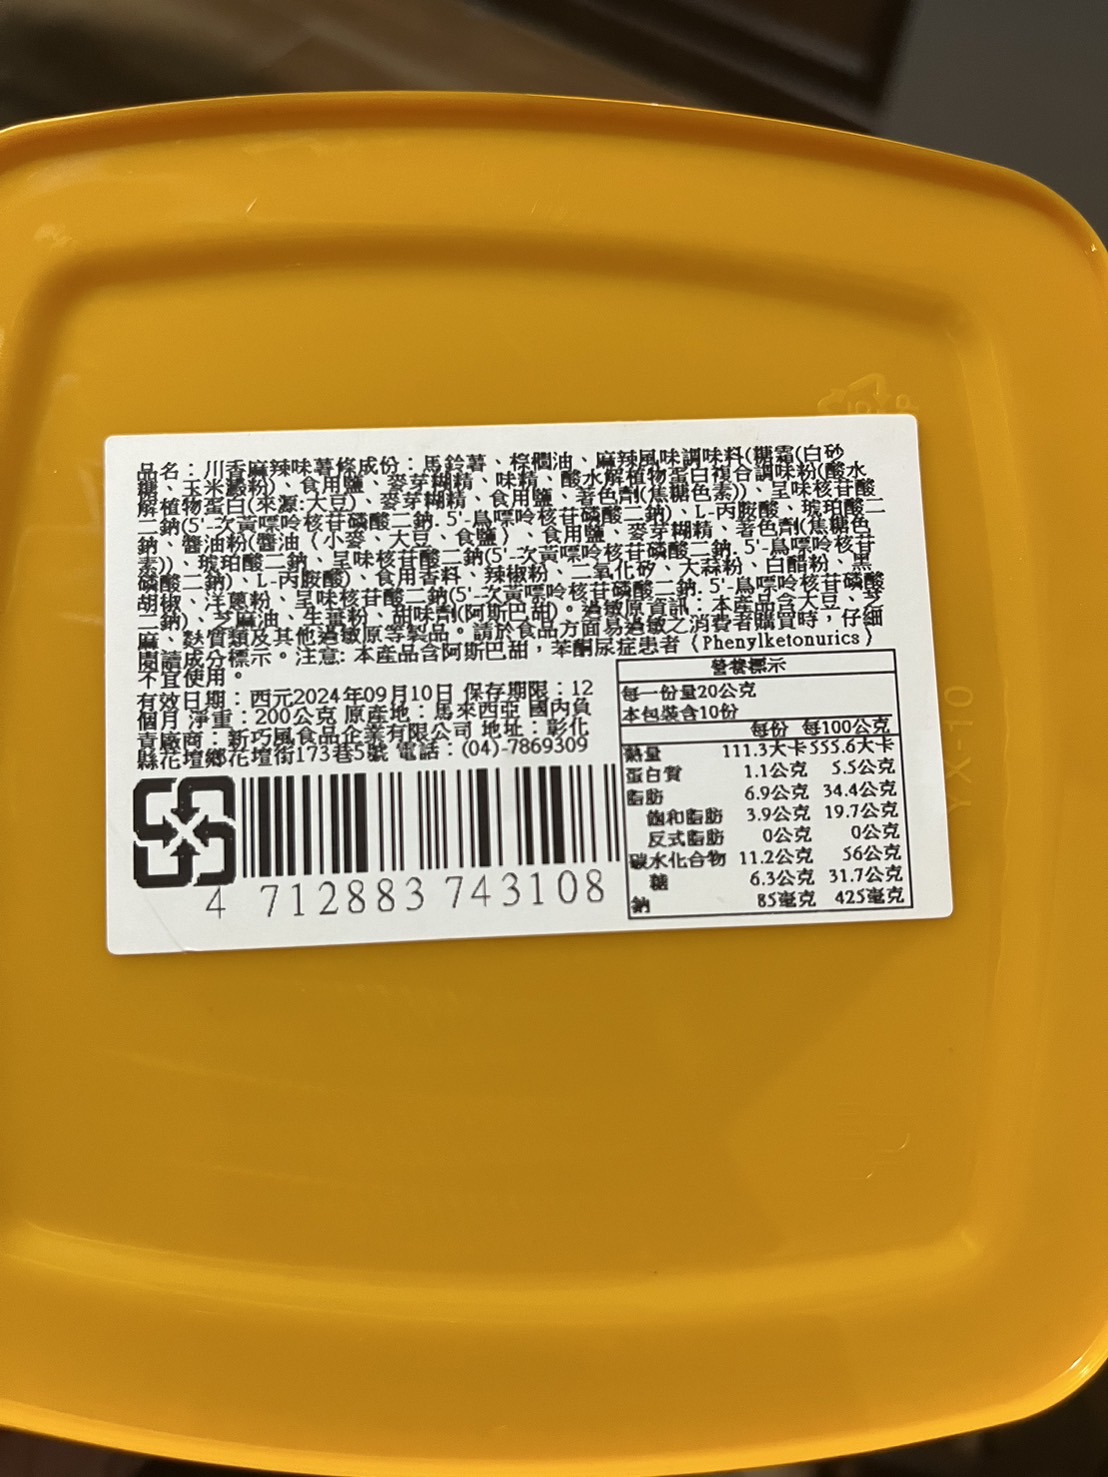 品名：川香麻辣味薯條成份：馬鈴薯、棕櫚油、麻辣風味調味料(糖霜(白砂
糖、玉米澱粉)、食用鹽、麥芽糊精、味精、酸水解植物蛋白複合調味粉(酸水
解植物蛋白(來源:大豆)、麥芽糊精、食用鹽、著色劑(焦糖色素))、呈味核苷酸
二鈉(5'-次黃嘌呤核苷磷酸二鈉.5'-鳥嘌呤核苷磷酸二鈉)、L-丙胺酸、琥珀酸二
鈉、醬油粉(醬油（小麥、大豆、食鹽）、食用鹽、麥芽糊精、著色劑(焦糖色
素))、琥珀酸二鈉、呈味核苷酸二鈉(5'-次黃嘌呤核苷磷酸二鈉.5'-鳥嘌呤核苷
磷酸二鈉)、L-丙胺酸)、食用香料、辣椒粉、二氧化矽、大蒜粉、白醋粉、黑
胡椒、洋蔥粉、呈味核苷酸二鈉(5'-次黃嘌呤核苷磷酸二鈉.5'-鳥嘌呤核苷磷酸
二鈉)、芝麻油、生薑粉、甜味劑(阿斯巴甜)。過敏原資訊：本產品含大豆、芝
麻、麩質類及其他過敏原等製品。請於食品方面易過敏之消費者購買時，仔細
閱讀成分標示。注意:本產品含阿斯巴甜，苯酮尿症患者（Phenylketonurics）
不宜使用。
有效日期：西元2024年09月10日 保存期限：12
個月 淨重：200公克 原產地：馬來西亞 國內負
責廠商：新巧風食品企業有限公司 地址：彰化
縣花壇鄉花壇街173巷5號 電話：(04)-7869309
4 712883 743108
營養標示
每一份量20公克
本包裝含10份
每份 每100公克
熱量 111.3大卡 555.6大卡
蛋白質 1.1公克 5.5公克
脂肪 6.9公克 34.4公克
飽和脂肪 3.9公克 19.7公克
反式脂肪 0公克 0公克
碳水化合物 11.2公克 56公克
糖 6.3公克 31.7公克
鈉 85毫克 425毫克
YX-10